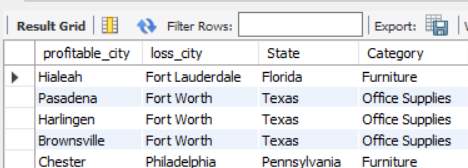 Result Grid Filter Rows: Export:
profitable_city loss_city State Category
Hialeah Fort Lauderdale Florida Furniture
Pasadena Fort Worth Texas Office Supplies
Harlingen Fort Worth Texas Office Supplies
Brownsville Fort Worth Texas Office Supplies
Chester Philadelphia Pennsylvania Furniture